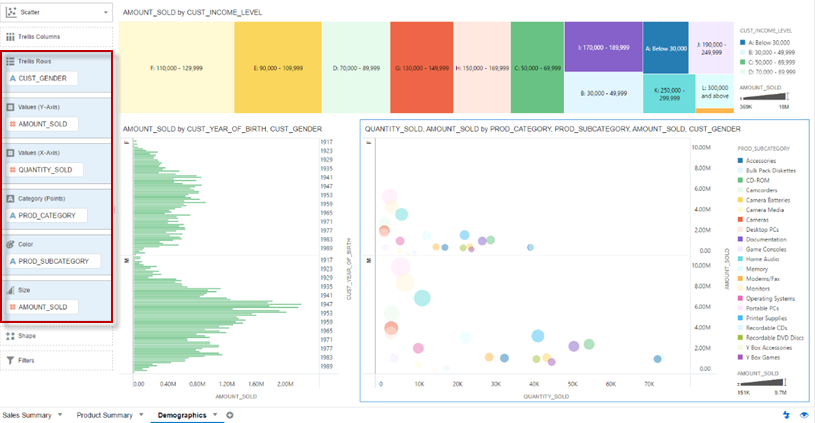 Scatter
Trellis Columns
Trellis Rows
A CUST_GENDER
Values (Y-Axis)
# AMOUNT_SOLD
Values (X-Axis)
# QUANTITY_SOLD
Category (Points)
A PROD_CATEGORY
Color
A PROD_SUBCATEGORY
Size
# AMOUNT_SOLD
Shape
Filters
AMOUNT_SOLD by CUST_INCOME_LEVEL
F: 110,000 - 129,999
E: 90,000 - 109,999
D: 70,000 - 89,999
G: 130,000 - 149,999
H: 150,000 - 169,999
C: 50,000 - 69,999
I: 170,000 - 189,999
B: 30,000 - 49,999
A: Below 30,000
K: 250,000 - 299,999
J: 190,000 - 249,999
L: 300,000 and above
CUST_INCOME_LEVEL
A: Below 30,000
B: 30,000 - 49,999
C: 50,000 - 69,999
D: 70,000 - 89,999
AMOUNT_SOLD
369K 18M
AMOUNT_SOLD by CUST_YEAR_OF_BIRTH, CUST_GENDER
F
1917
1923
1929
1935
1941
1947
1953
1959
1965
1971
1977
1983
1989
M
1917
1923
1929
1935
1941
1947
1953
1959
1965
1971
1977
1983
1989
CUST_YEAR_OF_BIRTH
0.00 0.40M 0.80M 1.20M 2.00M
AMOUNT_SOLD
QUANTITY_SOLD, AMOUNT_SOLD by PROD_CATEGORY, PROD_SUBCATEGORY, AMOUNT_SOLD, CUST_GENDER
F
10.00M
8.00M
6.00M
4.00M
2.00M
0.00
M
10.00M
8.00M
6.00M
4.00M
2.00M
0.00
AMOUNT_SOLD
0 10K 20K 30K 40K 50K 60K 70K
QUANTITY_SOLD
PROD_SUBCATEGORY
Accessories
Bulk Pack Diskettes
CD-ROM
Camcorders
Camera Batteries
Camera Media
Cameras
Desktop PCs
Documentation
Game Consoles
Home Audio
Memory
Modems/Fax
Monitors
Operating Systems
Portable PCs
Printer Supplies
Recordable CDs
Recordable DVD Discs
Y Box Accessories
Y Box Games
AMOUNT_SOLD
151K 9.7M
Sales Summary Product Summary Demographics